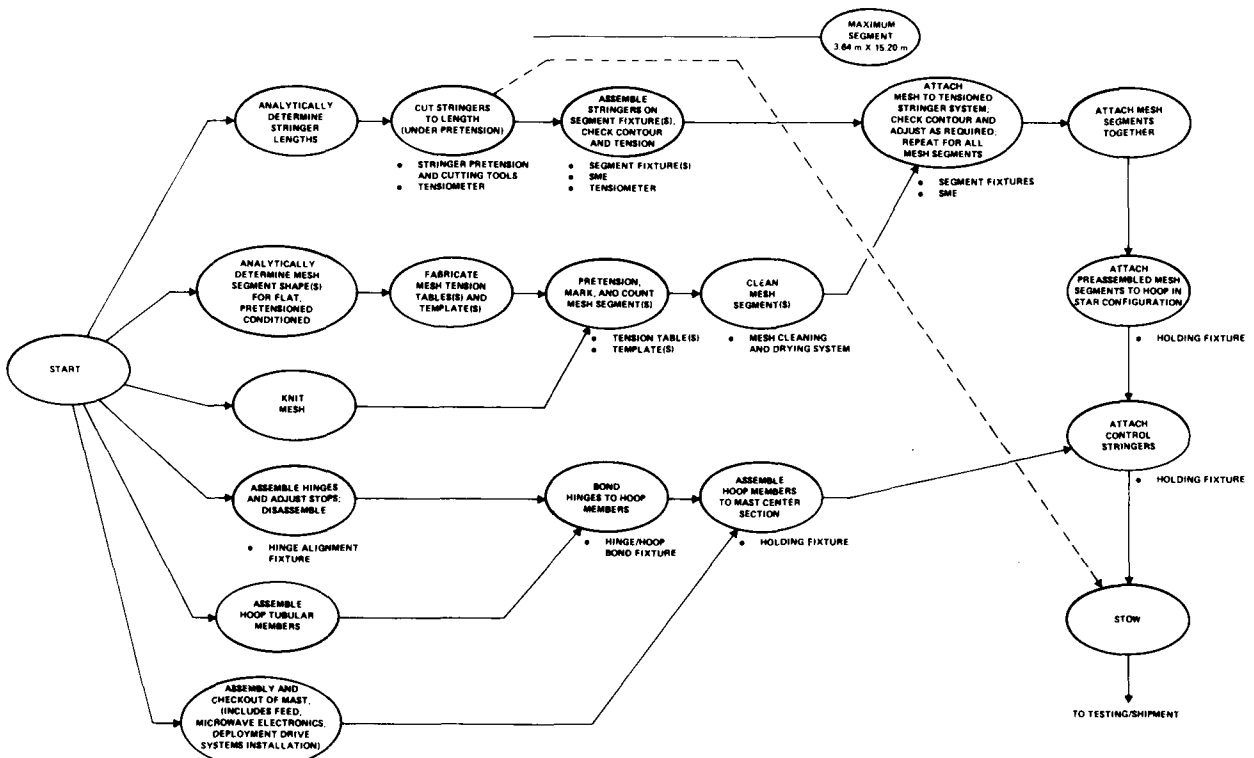 MAXIMUM
SEGMENT
3.84 m X 15.20 m
ANALYTICALLY
DETERMINE
STRINGER
LENGTHS
CUT STRINGERS
TO LENGTH
(UNDER PRETENSION)
• STRINGER PRETENSION
AND CUTTING TOOLS
• TENSIOMETER
ASSEMBLE
STRINGERS ON
SEGMENT FIXTURE(S),
CHECK CONTOUR
AND TENSION
• SEGMENT FIXTURE(S)
• SME
• TENSIOMETER
ATTACH
MESH TO TENSIONED
STRINGER SYSTEM;
CHECK CONTOUR AND
ADJUST AS REQUIRED;
REPEAT FOR ALL
MESH SEGMENTS
• SEGMENT FIXTURES
• SME
ATTACH MESH
SEGMENTS
TOGETHER
ANALYTICALLY
DETERMINE MESH
SEGMENT SHAPE(S)
FOR FLAT,
PRETENSIONED
CONDITIONED
FABRICATE
MESH TENSION
TABLES(S) AND
TEMPLATE(S)
PRETENSION,
MARK, AND COUNT
MESH SEGMENT(S)
• TENSION TABLE(S)
• TEMPLATE(S)
CLEAN
MESH
SEGMENT(S)
• MESH CLEANING
AND DRYING SYSTEM
ATTACH
PREASSEMBLED MESH
SEGMENTS TO HOOP IN
STAR CONFIGURATION
• HOLDING FIXTURE
START
KNIT
MESH
ATTACH
CONTROL
STRINGERS
• HOLDING FIXTURE
ASSEMBLE HINGES
AND ADJUST STOPS;
DISASSEMBLE
• HINGE ALIGNMENT
FIXTURE
BOND
HINGES TO HOOP
MEMBERS
• HINGE/HOOP
BOND FIXTURE
ASSEMBLE
HOOP MEMBERS
TO MAST CENTER
SECTION
• HOLDING FIXTURE
ASSEMBLE
HOOP TUBULAR
MEMBERS
STOW
ASSEMBLY AND
CHECKOUT OF MAST,
(INCLUDES FEED,
MICROWAVE ELECTRONICS,
DEPLOYMENT DRIVE
SYSTEMS INSTALLATION)
TO TESTING/SHIPMENT